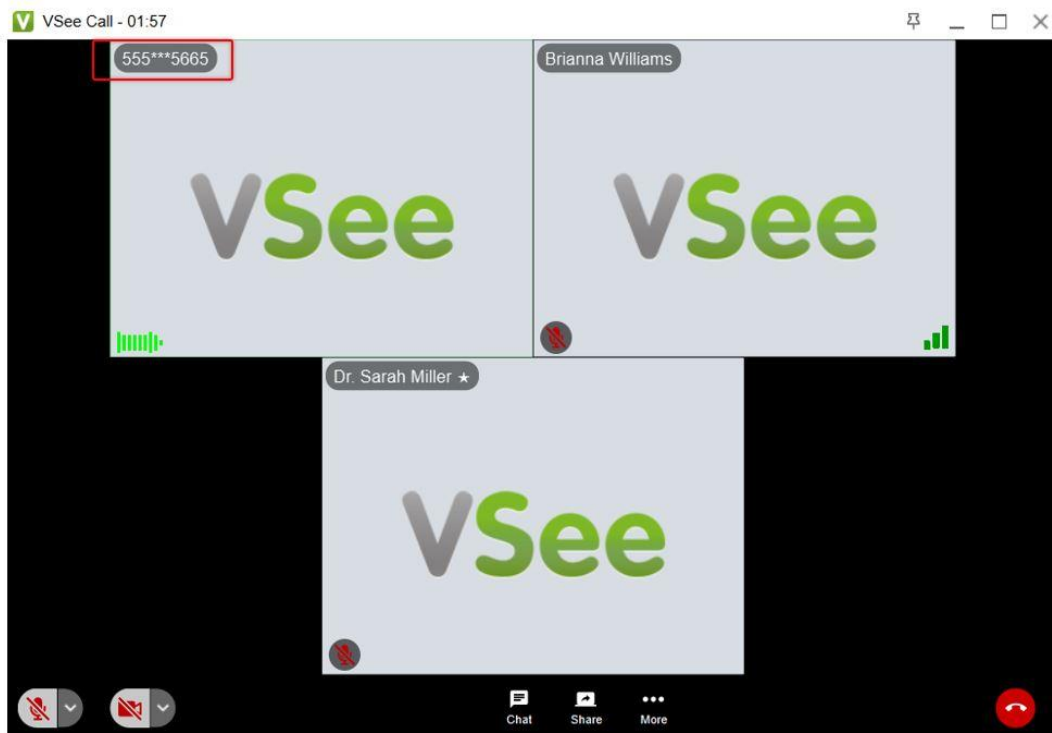 VSee Call - 01:57
555***5665
Brianna Williams
VSee
VSee
Dr. Sarah Miller ★
VSee
Chat
Share
More